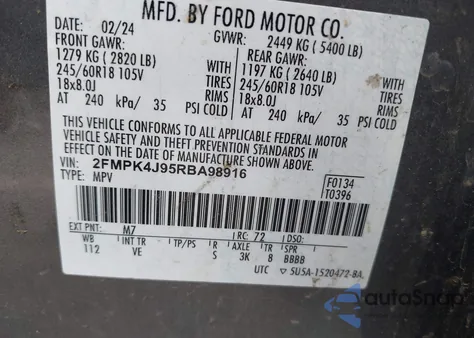 MFD. BY FORD MOTOR CO.
DATE: 02/24 GVWR: 2449 KG ( 5400 LB)
FRONT GAWR: REAR GAWR:
1279 KG ( 2820 LB) WITH 1197 KG ( 2640 LB) WITH
245/60R18 105V TIRES 245/60R18 105V TIRES
18x8.0J RIMS 18x8.0J RIMS
AT 240 kPa/ 35 PSI COLD AT 240 kPa/ 35 PSI COLD
THIS VEHICLE CONFORMS TO ALL APPLICABLE FEDERAL MOTOR
VEHICLE SAFETY AND THEFT PREVENTION STANDARDS IN
EFFECT ON THE DATE OF MANUFACTURE SHOWN ABOVE.
VIN: 2FMPK4J95RBA98916
TYPE: MPV
F0134
T0396
EXT PNT: M7 RC: 72 DSO:
WB INT TR TP/PS R AXLE TR SPR
112 VE S 3K 8 BBBB
UTC ▽ 5U5A-1520472-BA
autoSnap